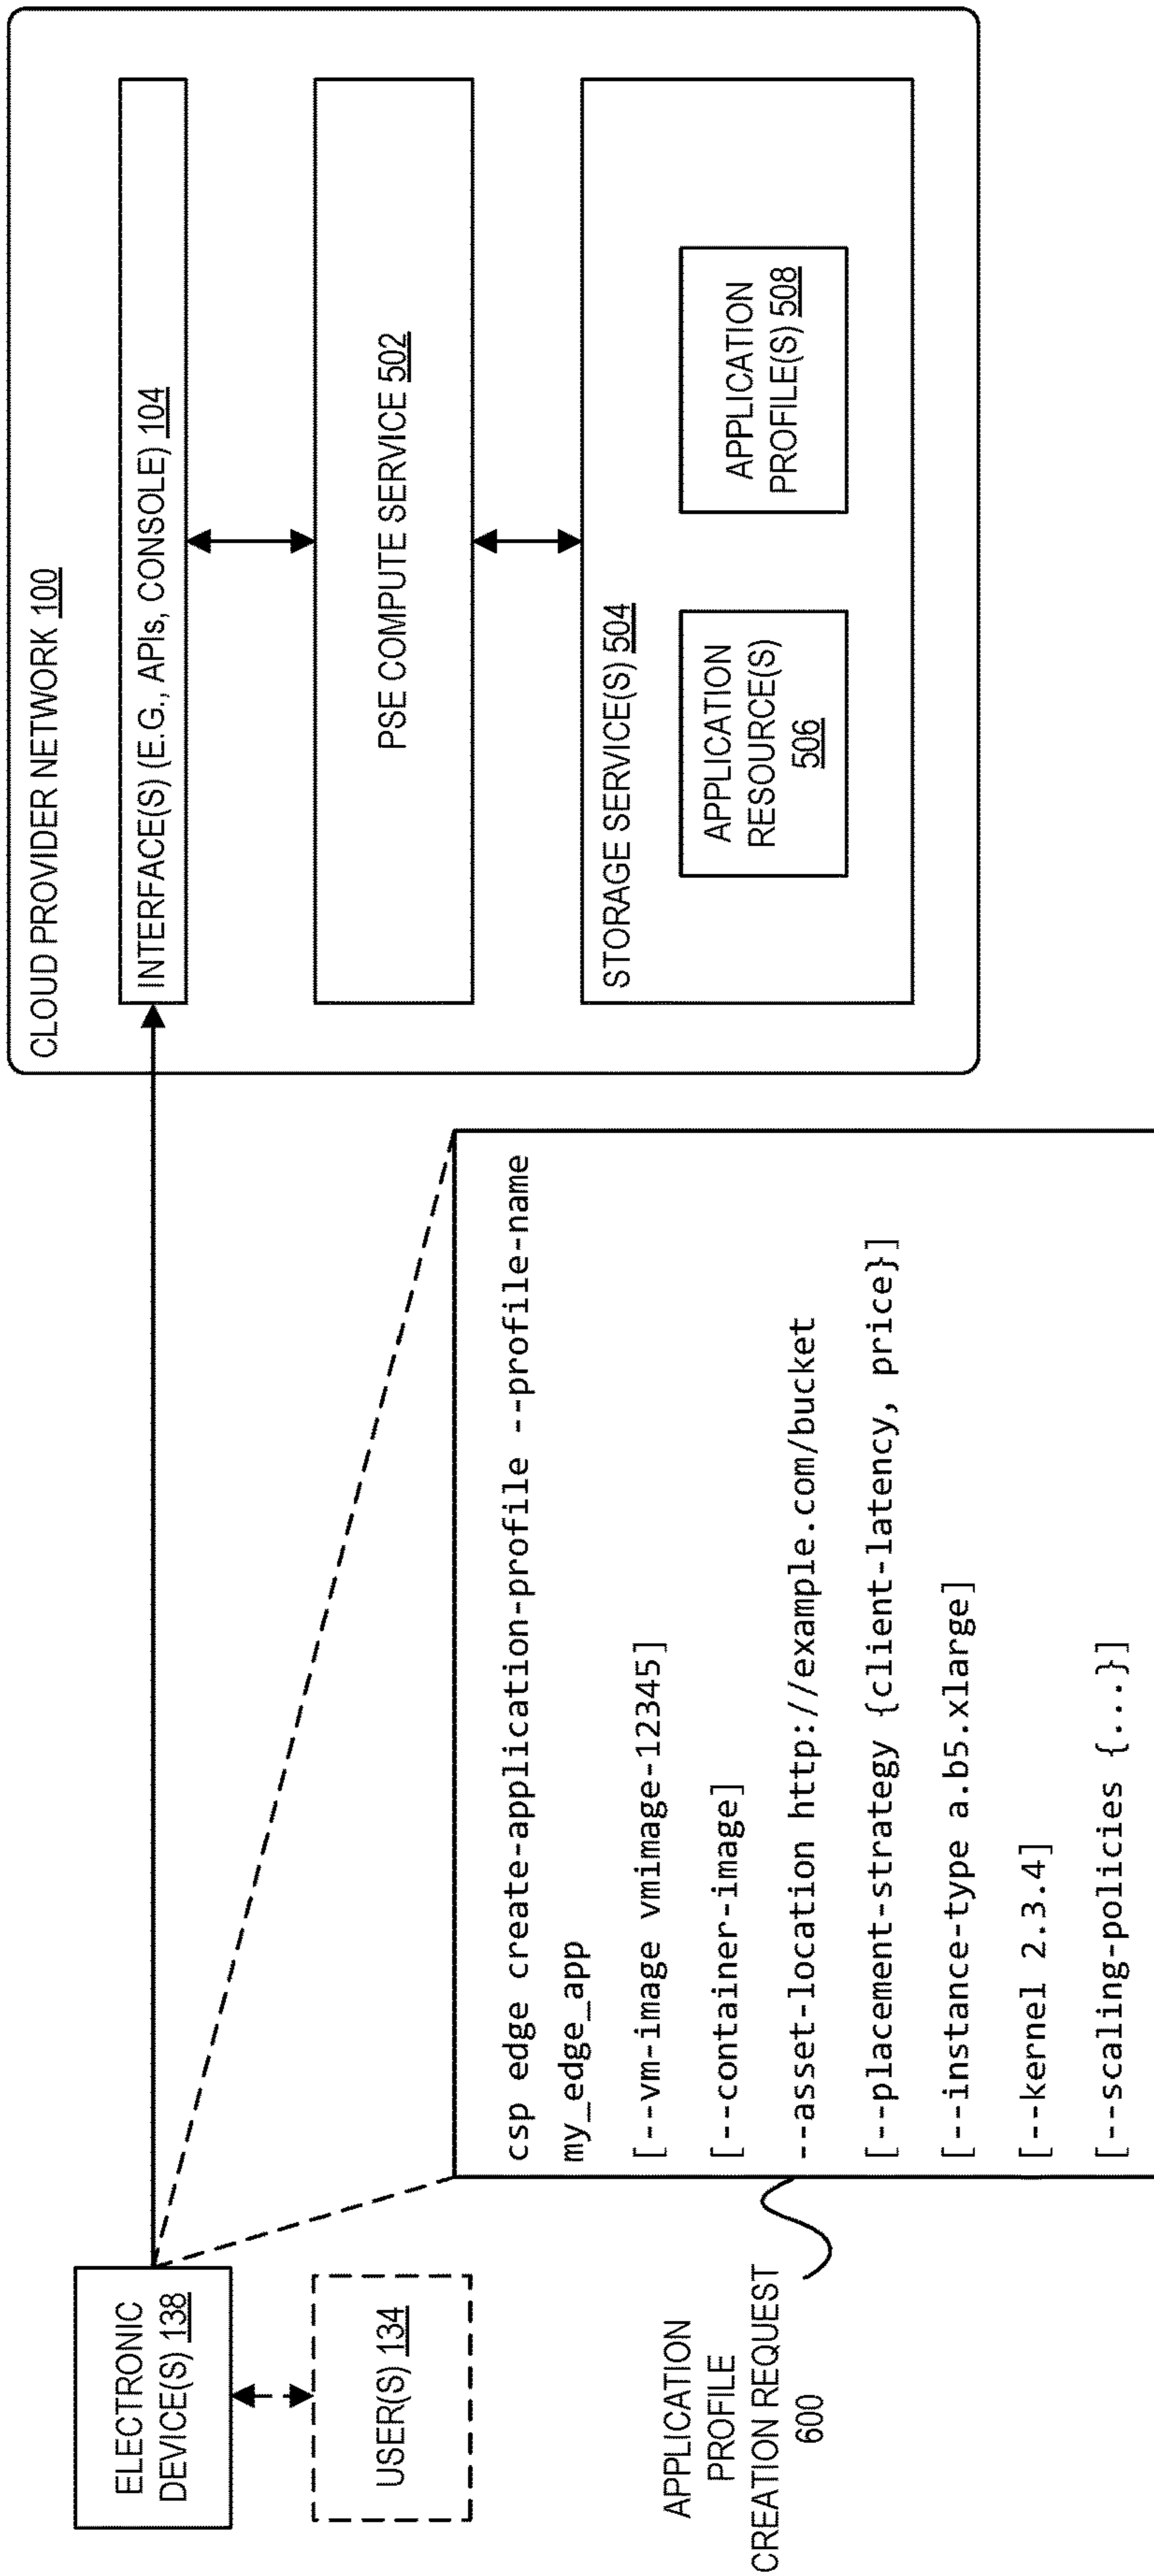 ELECTRONIC
DEVICE(S) 138
USER(S) 134
APPLICATION
PROFILE
CREATION REQUEST
600
csp edge create-application-profile --profile-name
my_edge_app
[--vm-image vmimage-12345]
[--container-image]
--asset-location http://example.com/bucket
[--placement-strategy {client-latency, price}]
[--instance-type a.b5.xlarge]
[--kernel 2.3.4]
[--scaling-policies {...}]
CLOUD PROVIDER NETWORK 100
INTERFACE(S) (E.G., APIs, CONSOLE) 104
PSE COMPUTE SERVICE 502
STORAGE SERVICE(S) 504
APPLICATION
RESOURCE(S)
506
APPLICATION
PROFILE(S) 508